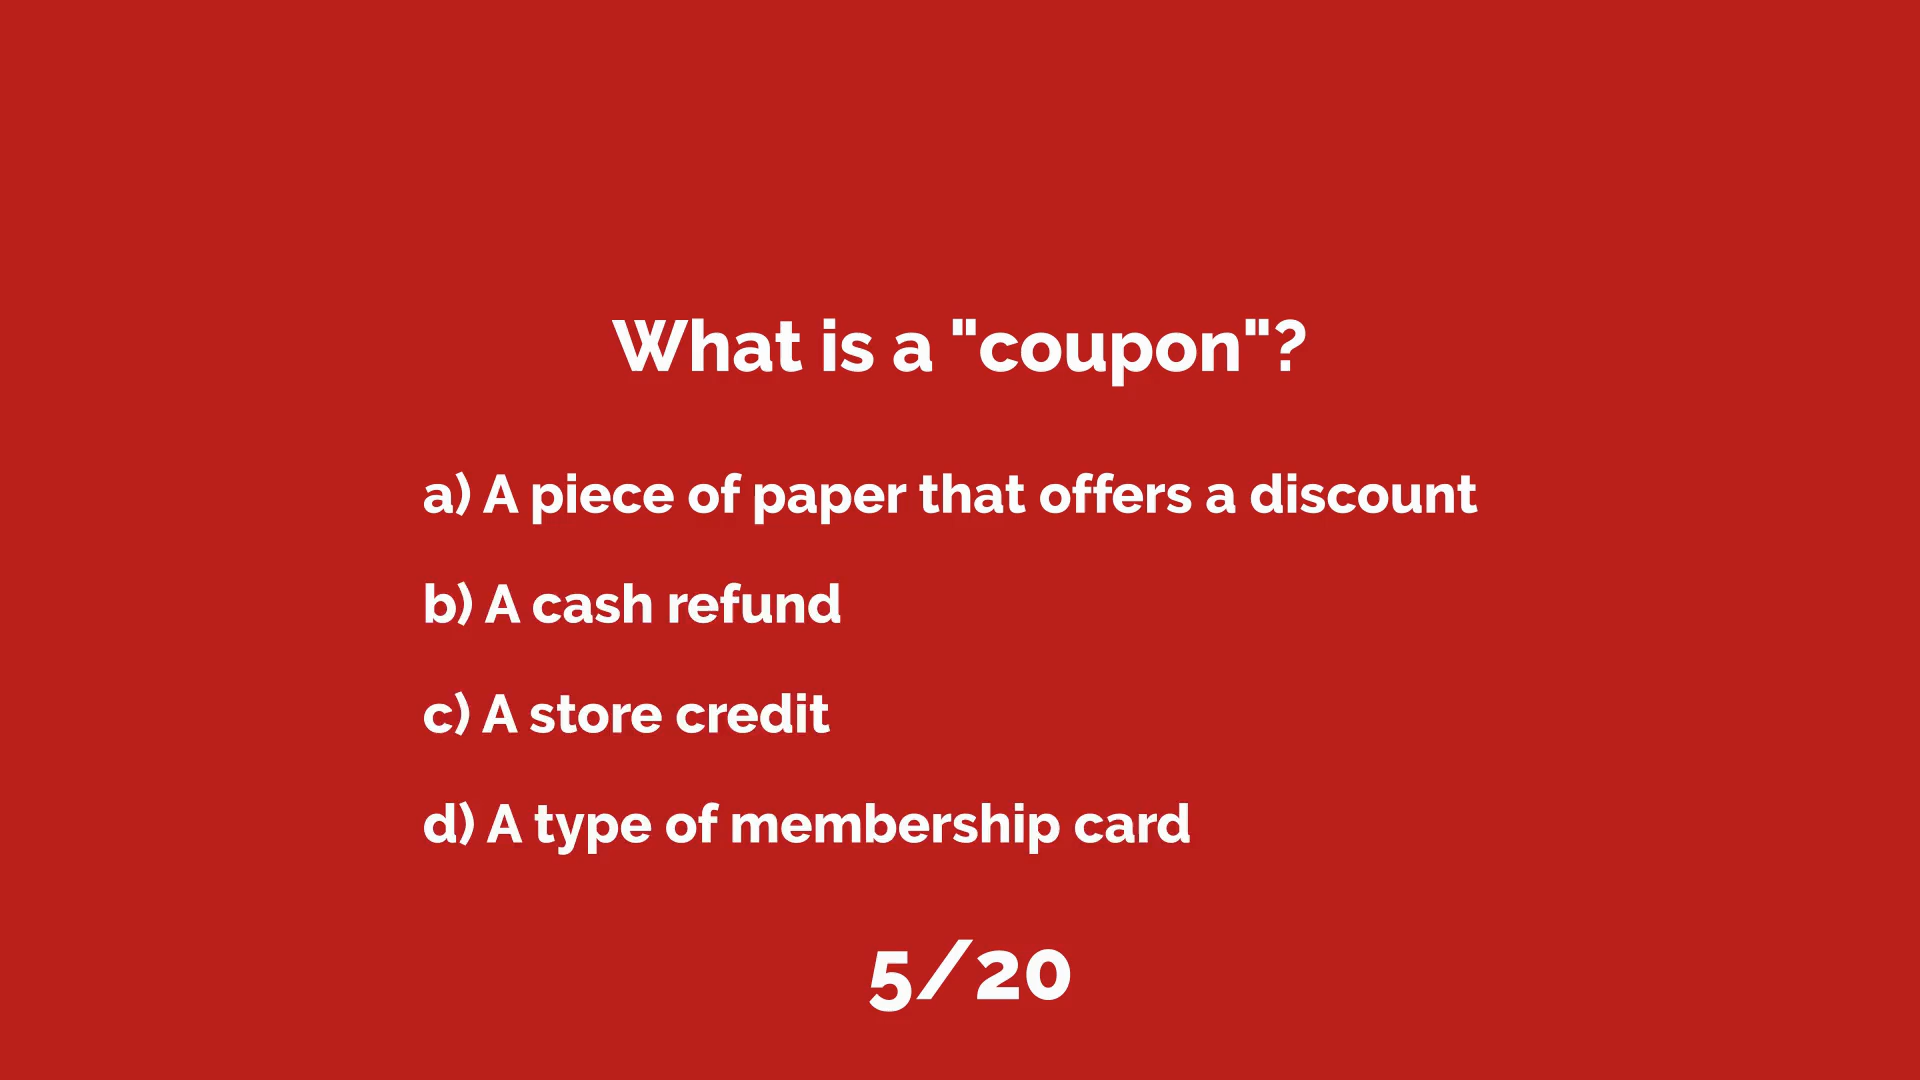 What is a "coupon"?
a) A piece of paper that offers a discount
b) A cash refund
c) A store credit
d) A type of membership card
5/20